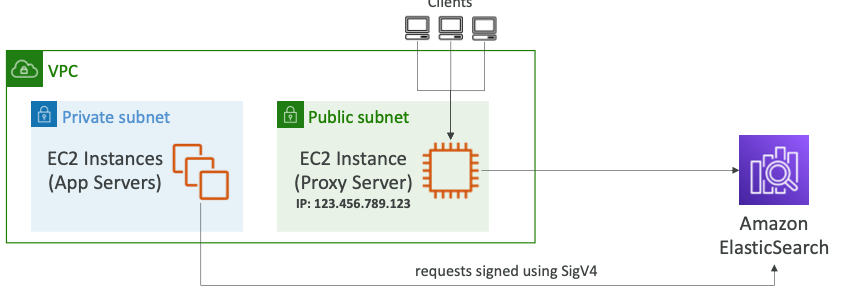 Clients
VPC
Private subnet
Public subnet
EC2 Instances
(App Servers)
EC2 Instance
(Proxy Server)
IP: 123.456.789.123
Amazon
ElasticSearch
requests signed using SigV4